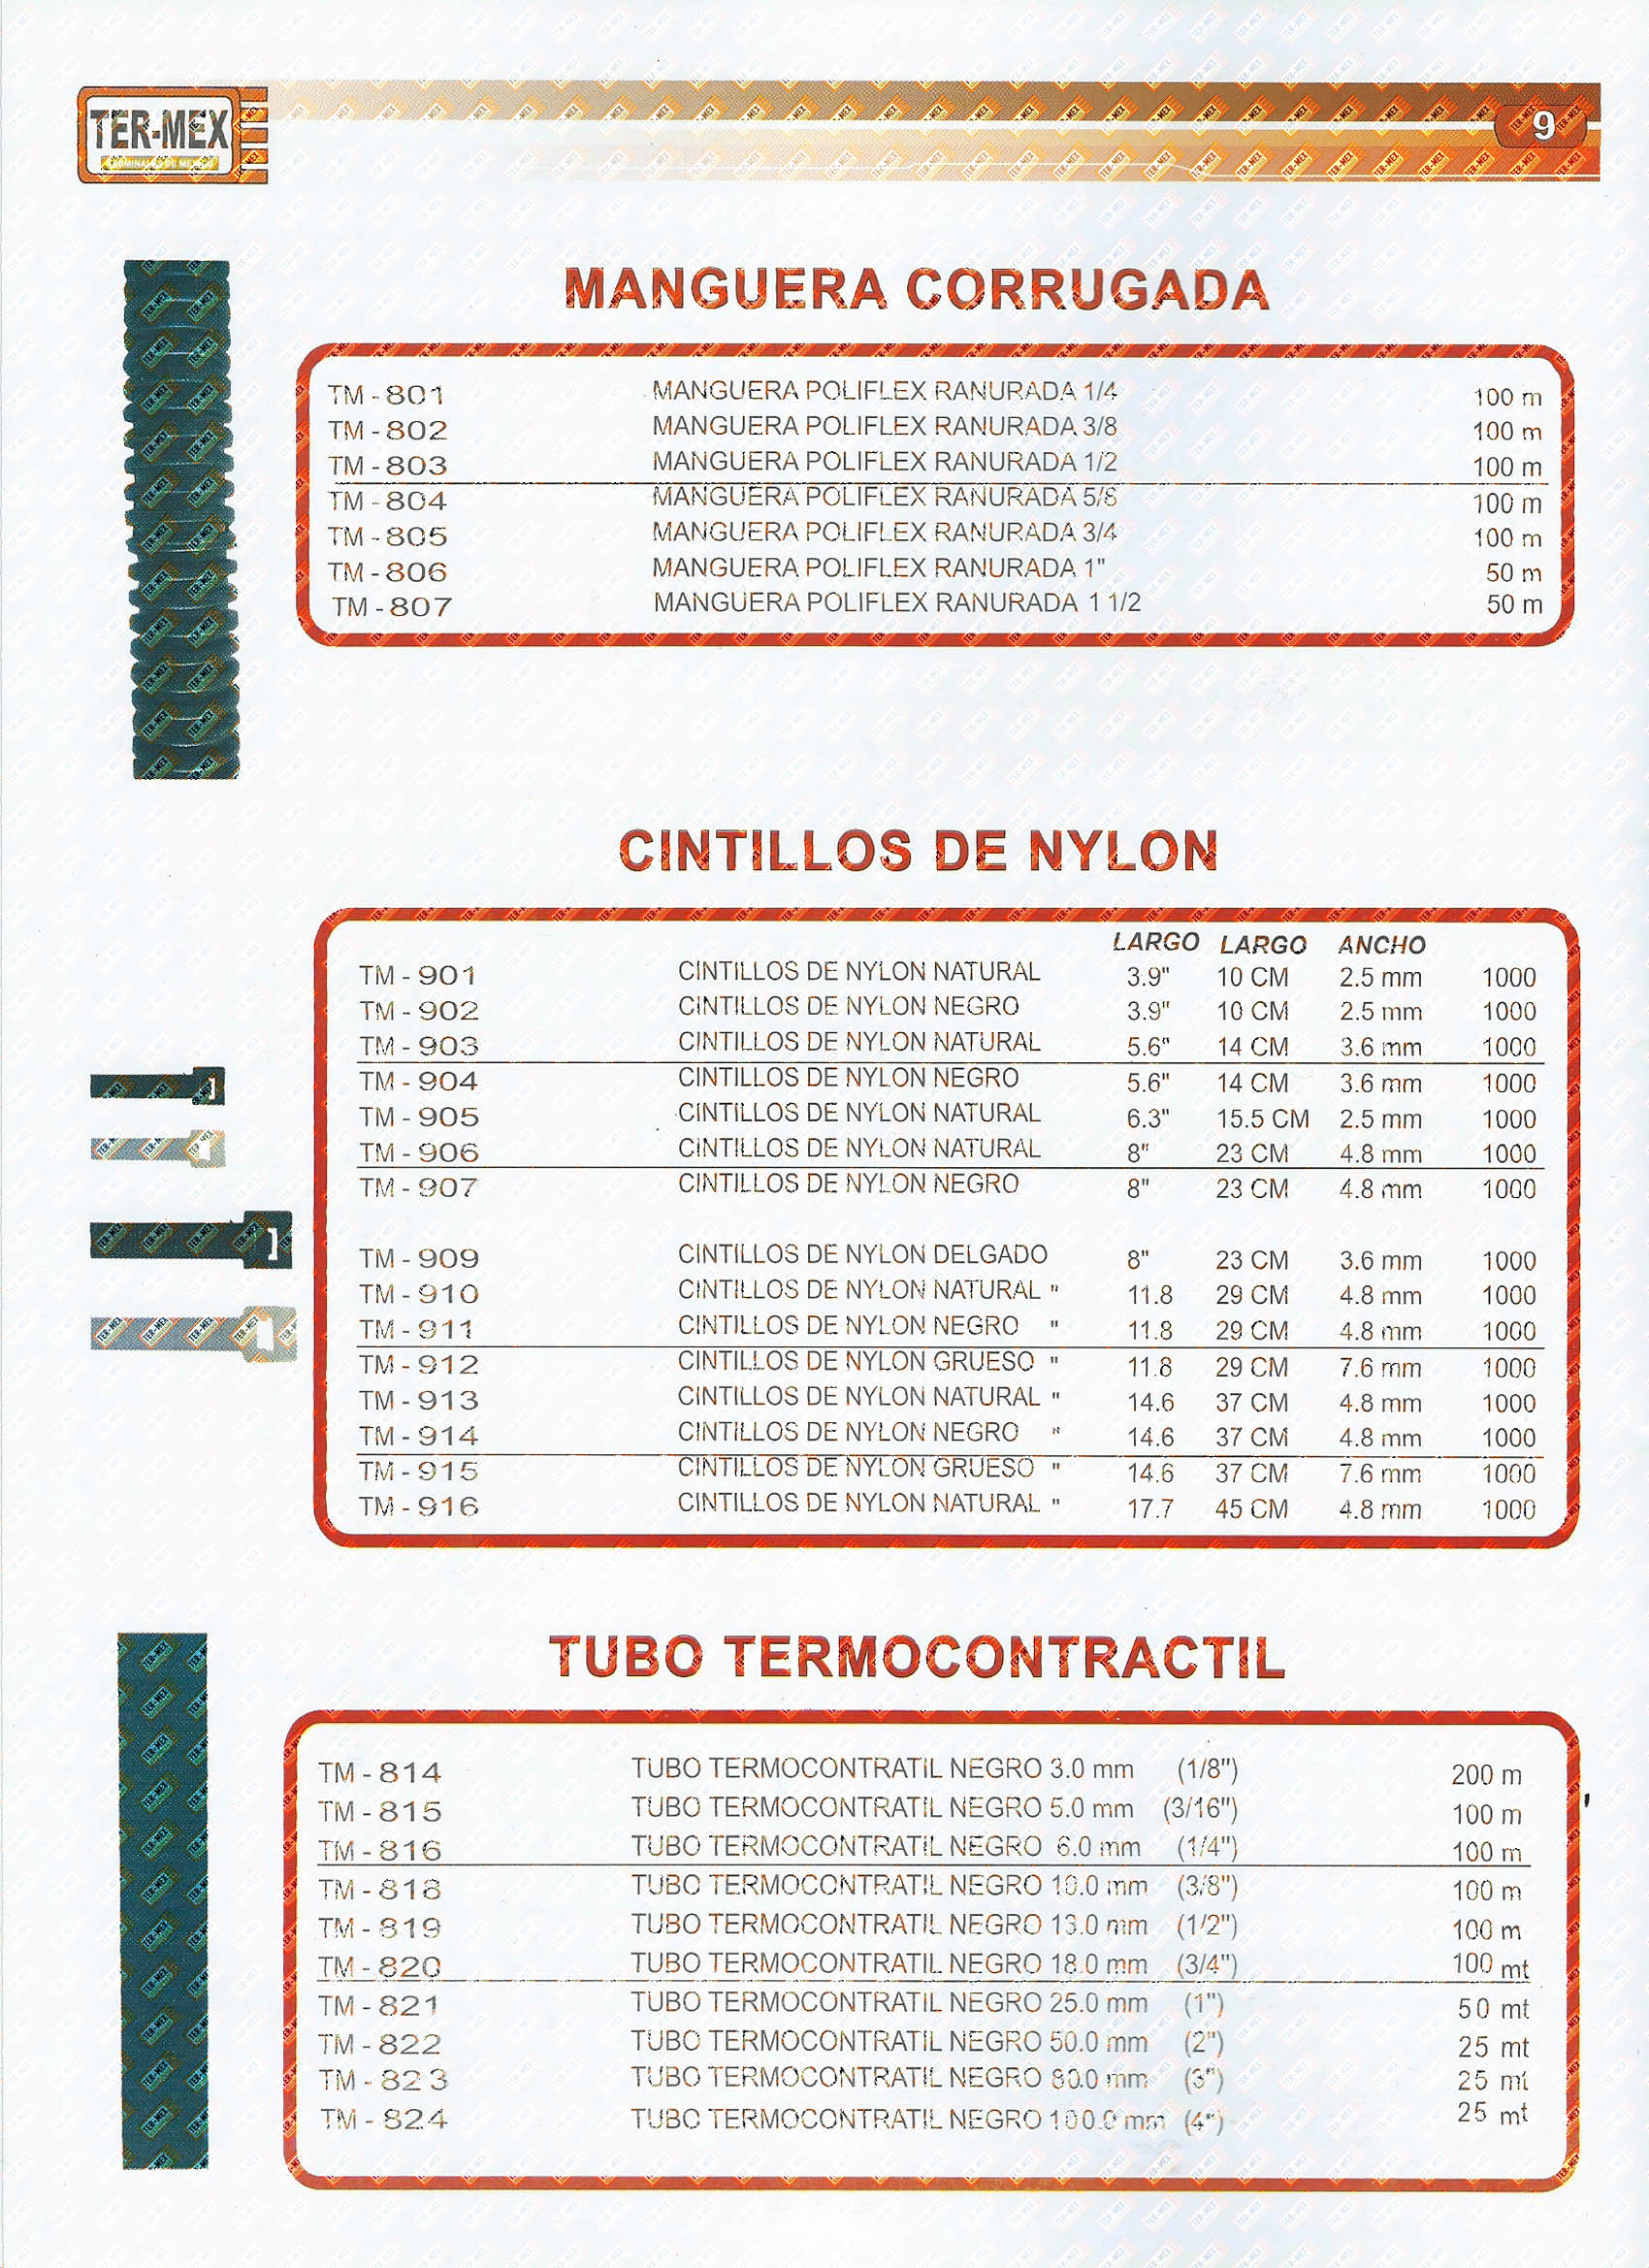 TER-MEX
TERMINALES DE MEXICO
9
MANGUERA CORRUGADA
TM - 801 MANGUERA POLIFLEX RANURADA 1/4 100 m
TM - 802 MANGUERA POLIFLEX RANURADA 3/8 100 m
TM - 803 MANGUERA POLIFLEX RANURADA 1/2 100 m
TM - 804 MANGUERA POLIFLEX RANURADA 5/8 100 m
TM - 805 MANGUERA POLIFLEX RANURADA 3/4 100 m
TM - 806 MANGUERA POLIFLEX RANURADA 1" 50 m
TM - 807 MANGUERA POLIFLEX RANURADA 1 1/2 50 m
CINTILLOS DE NYLON
LARGO LARGO ANCHO
TM - 901 CINTILLOS DE NYLON NATURAL 3.9" 10 CM 2.5 mm 1000
TM - 902 CINTILLOS DE NYLON NEGRO 3.9" 10 CM 2.5 mm 1000
TM - 903 CINTILLOS DE NYLON NATURAL 5.6" 14 CM 3.6 mm 1000
TM - 904 CINTILLOS DE NYLON NEGRO 5.6" 14 CM 3.6 mm 1000
TM - 905 CINTILLOS DE NYLON NATURAL 6.3" 15.5 CM 2.5 mm 1000
TM - 906 CINTILLOS DE NYLON NATURAL 8" 23 CM 4.8 mm 1000
TM - 907 CINTILLOS DE NYLON NEGRO 8" 23 CM 4.8 mm 1000
TM - 909 CINTILLOS DE NYLON DELGADO 8" 23 CM 3.6 mm 1000
TM - 910 CINTILLOS DE NYLON NATURAL " 11.8 29 CM 4.8 mm 1000
TM - 911 CINTILLOS DE NYLON NEGRO " 11.8 29 CM 4.8 mm 1000
TM - 912 CINTILLOS DE NYLON GRUESO " 11.8 29 CM 7.6 mm 1000
TM - 913 CINTILLOS DE NYLON NATURAL " 14.6 37 CM 4.8 mm 1000
TM - 914 CINTILLOS DE NYLON NEGRO " 14.6 37 CM 4.8 mm 1000
TM - 915 CINTILLOS DE NYLON GRUESO " 14.6 37 CM 7.6 mm 1000
TM - 916 CINTILLOS DE NYLON NATURAL " 17.7 45 CM 4.8 mm 1000
TUBO TERMOCONTRACTIL
TM - 814 TUBO TERMOCONTRATIL NEGRO 3.0 mm (1/8") 200 m
TM - 815 TUBO TERMOCONTRATIL NEGRO 5.0 mm (3/16") 100 m
TM - 816 TUBO TERMOCONTRATIL NEGRO 6.0 mm (1/4") 100 m
TM - 818 TUBO TERMOCONTRATIL NEGRO 10.0 mm (3/8") 100 m
TM - 819 TUBO TERMOCONTRATIL NEGRO 13.0 mm (1/2") 100 m
TM - 820 TUBO TERMOCONTRATIL NEGRO 18.0 mm (3/4") 100 mt
TM - 821 TUBO TERMOCONTRATIL NEGRO 25.0 mm (1") 50 mt
TM - 822 TUBO TERMOCONTRATIL NEGRO 50.0 mm (2") 25 mt
TM - 823 TUBO TERMOCONTRATIL NEGRO 80.0 mm (3") 25 mt
TM - 824 TUBO TERMOCONTRATIL NEGRO 100.0 mm (4") 25 mt